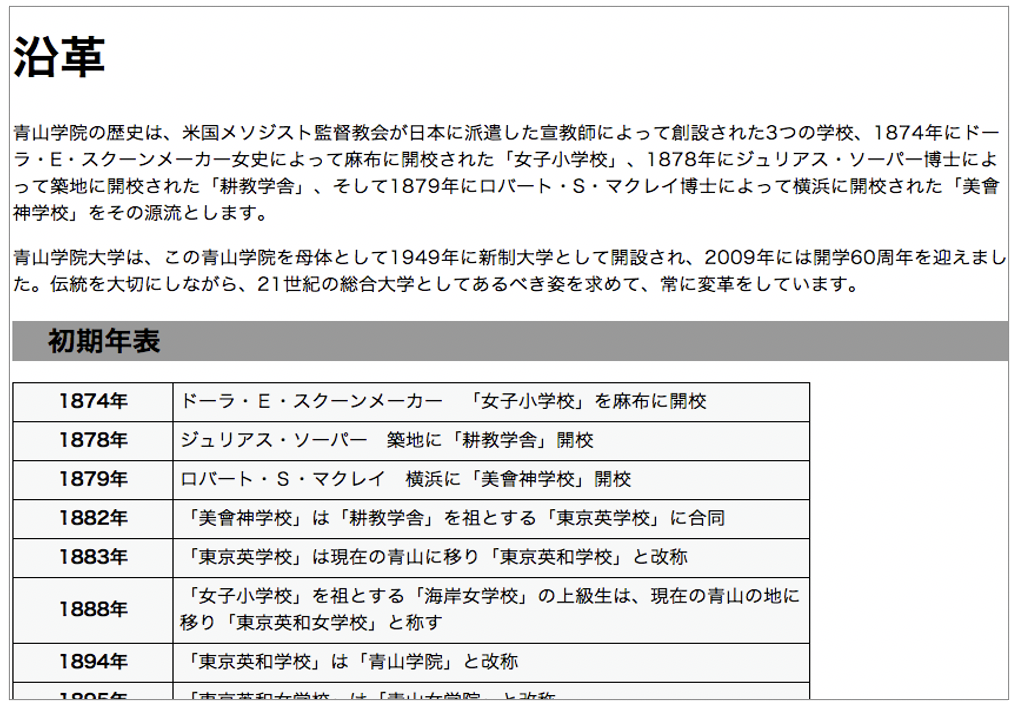 沿革
青山学院の歴史は、米国メソジスト監督教会が日本に派遣した宣教師によって創設された3つの学校、1874年にドー
ラ・E・スクーンメーカー女史によって麻布に開校された「女子小学校」、1878年にジュリアス・ソーパー博士によ
って築地に開校された「耕教学舎」、そして1879年にロバート・S・マクレイ博士によって横浜に開校された「美會
神学校」をその源流とします。
青山学院大学は、この青山学院を母体として1949年に新制大学として開設され、2009年には開学60周年を迎えまし
た。伝統を大切にしながら、21世紀の総合大学としてあるべき姿を求めて、常に変革をしています。
初期年表
1874年 ドーラ・Ｅ・スクーンメーカー　「女子小学校」を麻布に開校
1878年 ジュリアス・ソーパー　築地に「耕教学舎」開校
1879年 ロバート・Ｓ・マクレイ　横浜に「美會神学校」開校
1882年 「美會神学校」は「耕教学舎」を祖とする「東京英学校」に合同
1883年 「東京英学校」は現在の青山に移り「東京英和学校」と改称
1888年 「女子小学校」を祖とする「海岸女学校」の上級生は、現在の青山の地に
移り「東京英和女学校」と称す
1894年 「東京英和学校」は「青山学院」と改称
1895年 「東京英和女学校」は「青山女学院」と改称